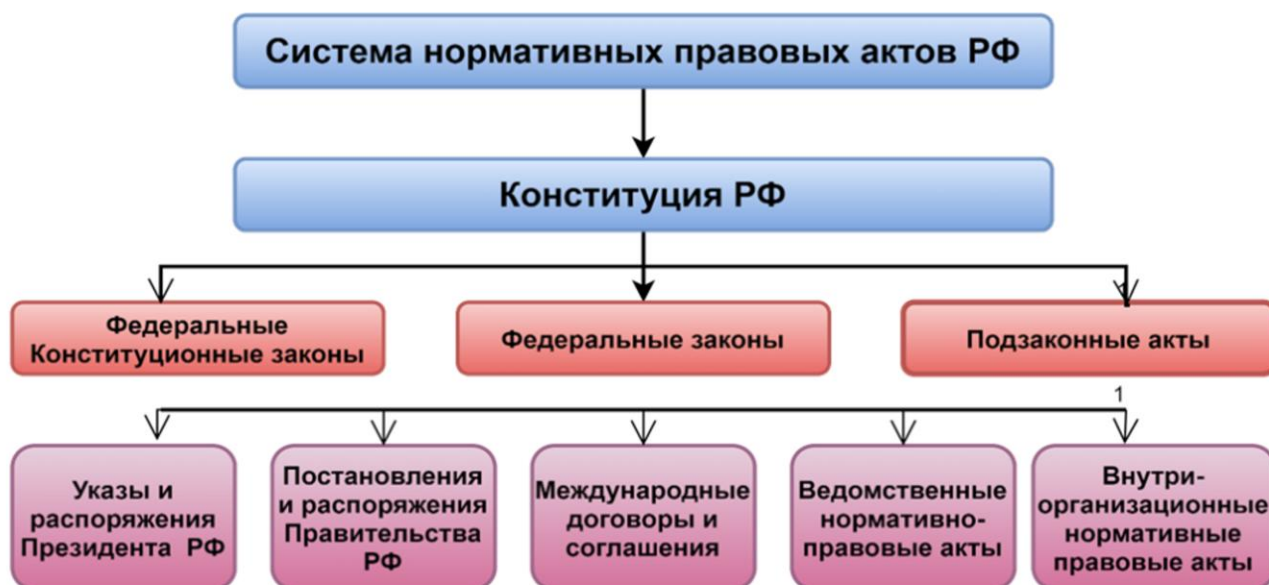 Система нормативных правовых актов РФ
Конституция РФ
Федеральные
Конституционные законы
Федеральные законы
Подзаконные акты
1
Указы и
распоряжения
Президента РФ
Постановления
и распоряжения
Правительства
РФ
Международные
договоры и
соглашения
Ведомственные
нормативно-
правовые акты
Внутри-
организационные
нормативные
правовые акты